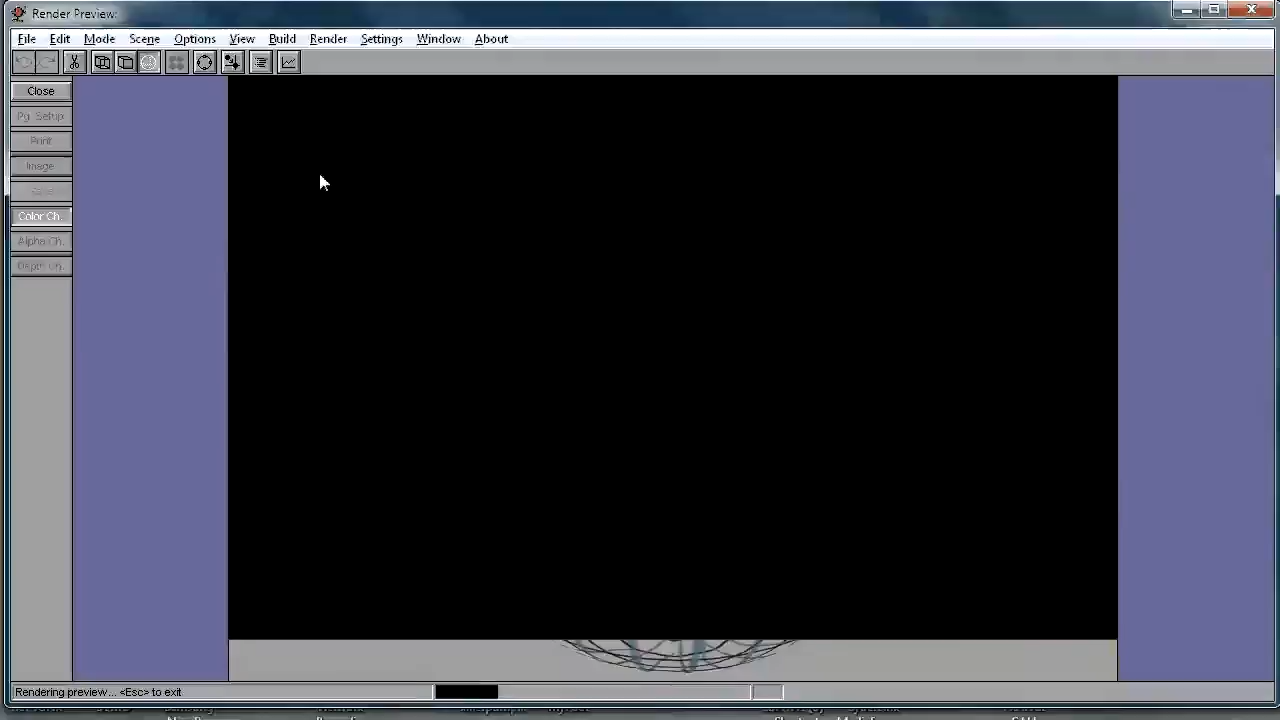 Render Preview:
File Edit Mode Scene Options View Build Render Settings Window About
Close
Pg. Setup
Print
Image
Color Ch.
Alpha Ch.
Depth Ch.
Rendering preview... <Esc> to exit